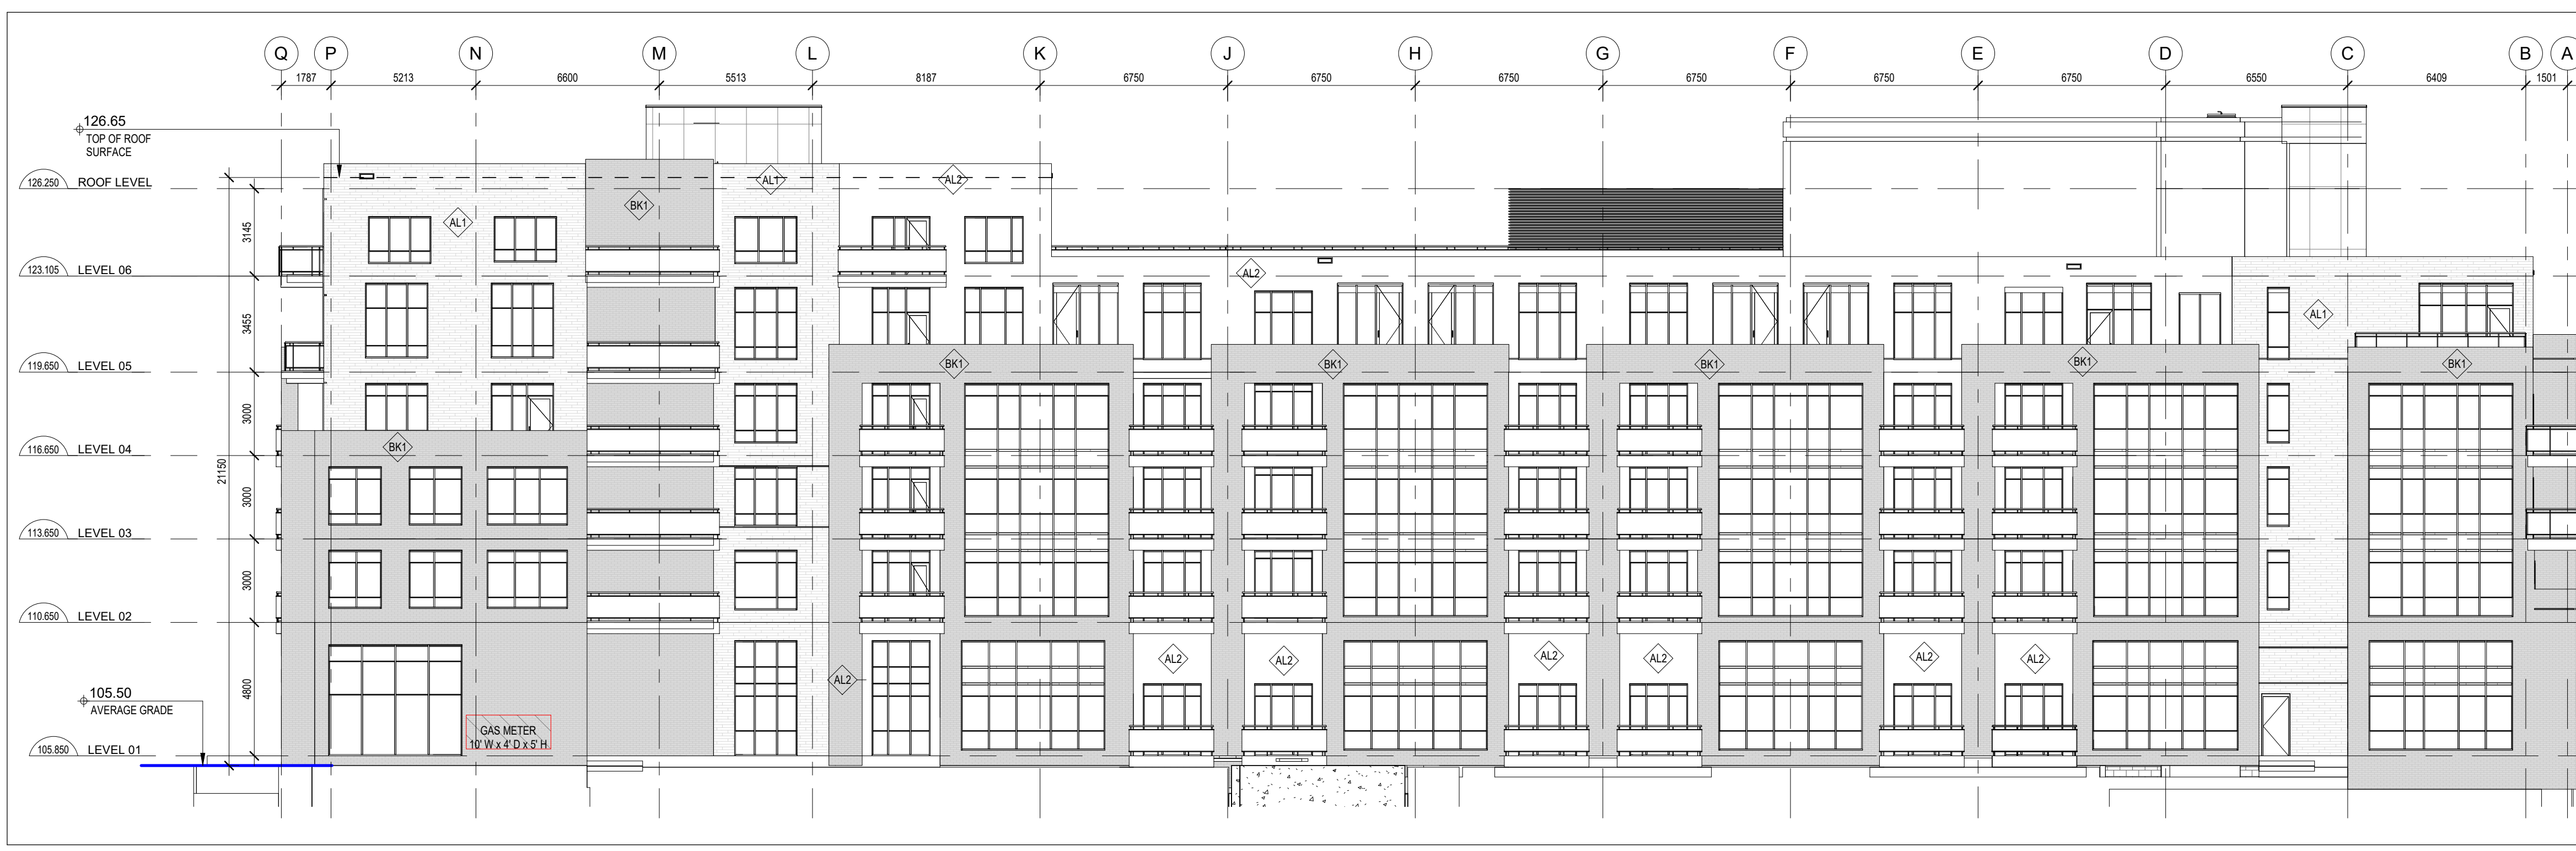 Q P N M L K J H G F E D C B A
1787 5213 6600 5513 8187 6750 6750 6750 6750 6750 6750 6550 6409 1501
126.65
TOP OF ROOF
SURFACE
126.250 ROOF LEVEL
AL1 AL2
BK1
AL1
3145
123.105 LEVEL 06
AL2
3455
AL1
119.650 LEVEL 05
BK1 BK1 BK1 BK1 BK1
3000
116.650 LEVEL 04
BK1
21150
3000
113.650 LEVEL 03
3000
110.650 LEVEL 02
AL2 AL2 AL2 AL2 AL2 AL2
AL2
4800
105.50
AVERAGE GRADE
GAS METER
10' W x 4' D x 5' H
105.850 LEVEL 01